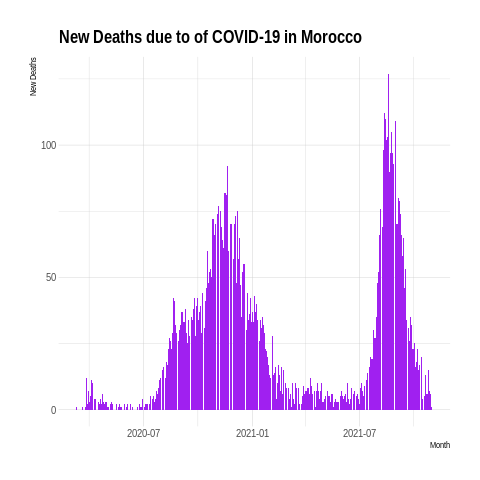 New Deaths due to of COVID-19 in Morocco
New Deaths
100
50
0
2020-07 2021-01 2021-07
Month